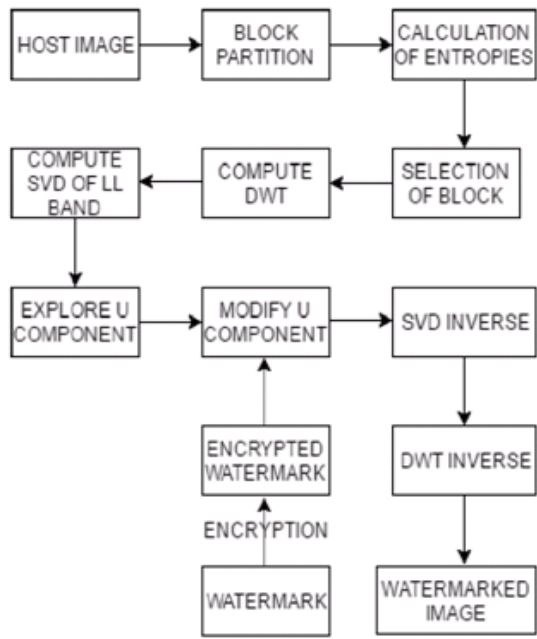 HOST IMAGE
BLOCK
PARTITION
CALCULATION
OF ENTROPIES
COMPUTE
SVD OF LL
BAND
COMPUTE
DWT
SELECTION
OF BLOCK
EXPLORE U
COMPONENT
MODIFY U
COMPONENT
SVD INVERSE
ENCRYPTED
WATERMARK
DWT INVERSE
ENCRYPTION
WATERMARK
WATERMARKED
IMAGE